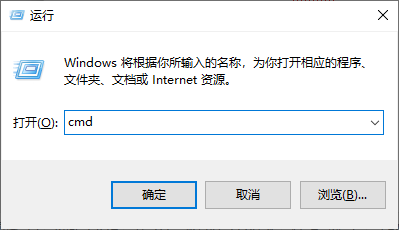 运行
Windows 将根据你所输入的名称，为你打开相应的程序、
文件夹、文档或 Internet 资源。
打开(O): cmd
确定 取消 浏览(B)...